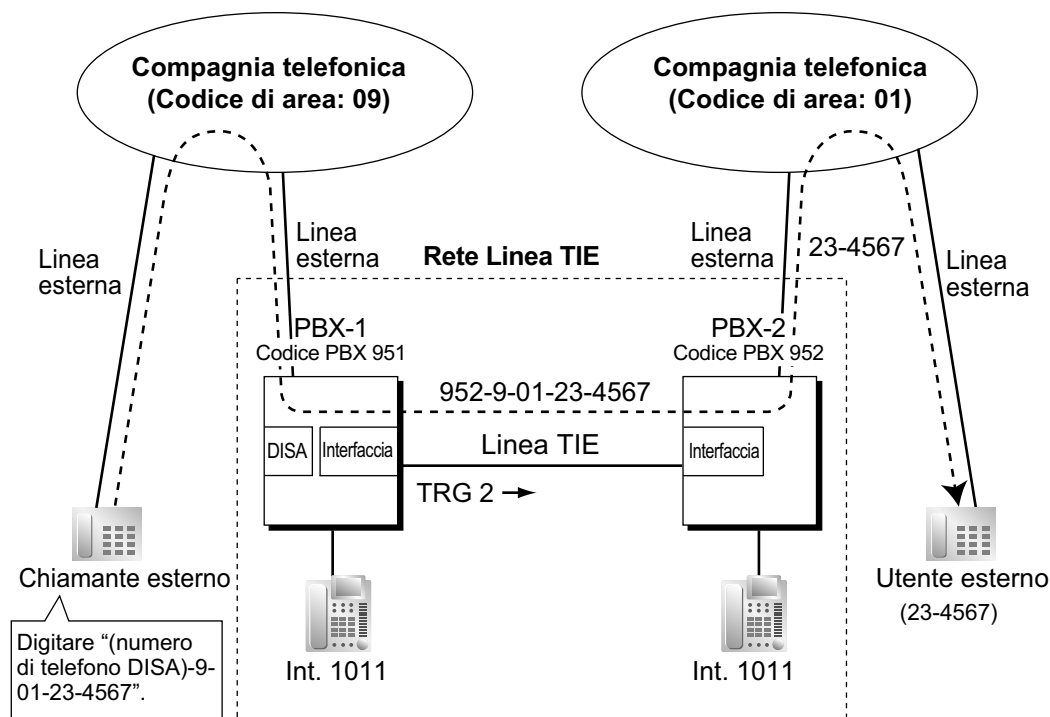 Compagnia telefonica
(Codice di area: 09)
Compagnia telefonica
(Codice di area: 01)
Linea
esterna
Linea
esterna
Rete Linea TIE
Linea
esterna
23-4567
Linea
esterna
PBX-1
Codice PBX 951
PBX-2
Codice PBX 952
952-9-01-23-4567
DISA
Interfaccia
Linea TIE
Interfaccia
TRG 2
Chiamante esterno
Utente esterno
(23-4567)
Digitare “(numero
di telefono DISA)-9-
01-23-4567”.
Int. 1011
Int. 1011